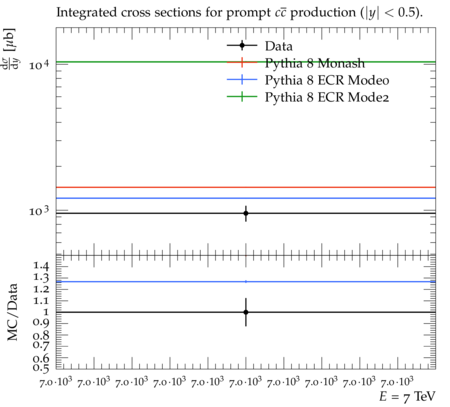 Integrated cross sections for prompt cc̅ production (|y| < 0.5).
dσ/dy [μb]
10⁴
10³
Data
Pythia 8 Monash
Pythia 8 ECR Mode0
Pythia 8 ECR Mode2
MC/Data
1.4
1.3
1.2
1.1
1
0.9
0.8
0.7
0.6
0.5
7.0·10³ 7.0·10³ 7.0·10³ 7.0·10³ 7.0·10³ 7.0·10³ 7.0·10³ 7.0·10³ 7.0·10³ 7.0·10³
E = 7 TeV